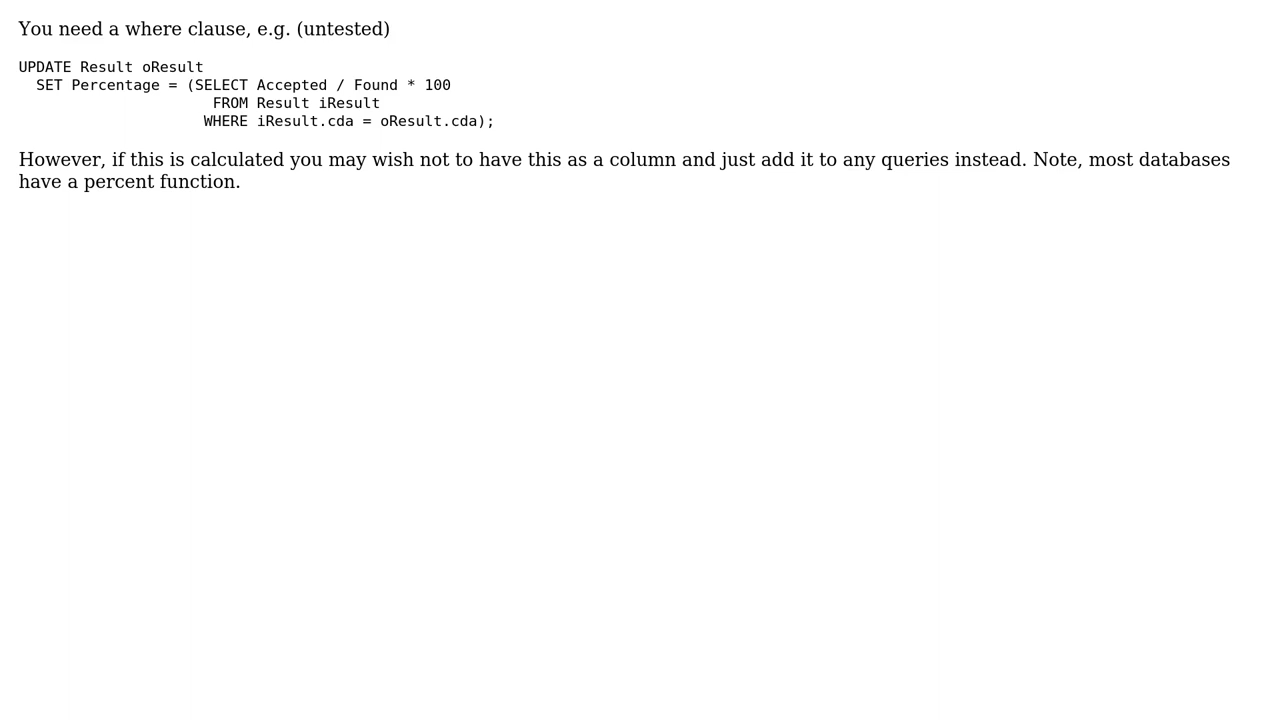 You need a where clause, e.g. (untested)
UPDATE Result oResult
  SET Percentage = (SELECT Accepted / Found * 100
                      FROM Result iResult
                     WHERE iResult.cda = oResult.cda);
However, if this is calculated you may wish not to have this as a column and just add it to any queries instead. Note, most databases
have a percent function.